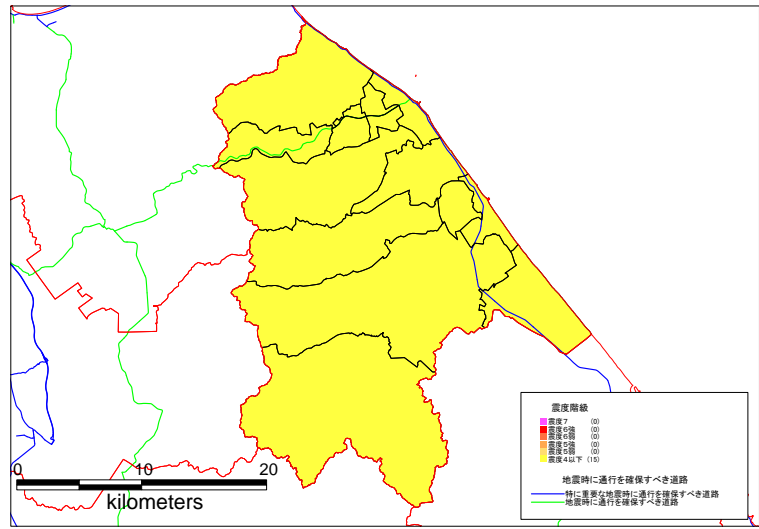 震度階級
震度7 (0)
震度6強 (0)
震度6弱 (0)
震度5強 (0)
震度5弱 (0)
震度4以下 (15)
地震時に通行を確保すべき道路
特に重要な地震時に通行を確保すべき道路
地震時に通行を確保すべき道路
0 10 20
kilometers